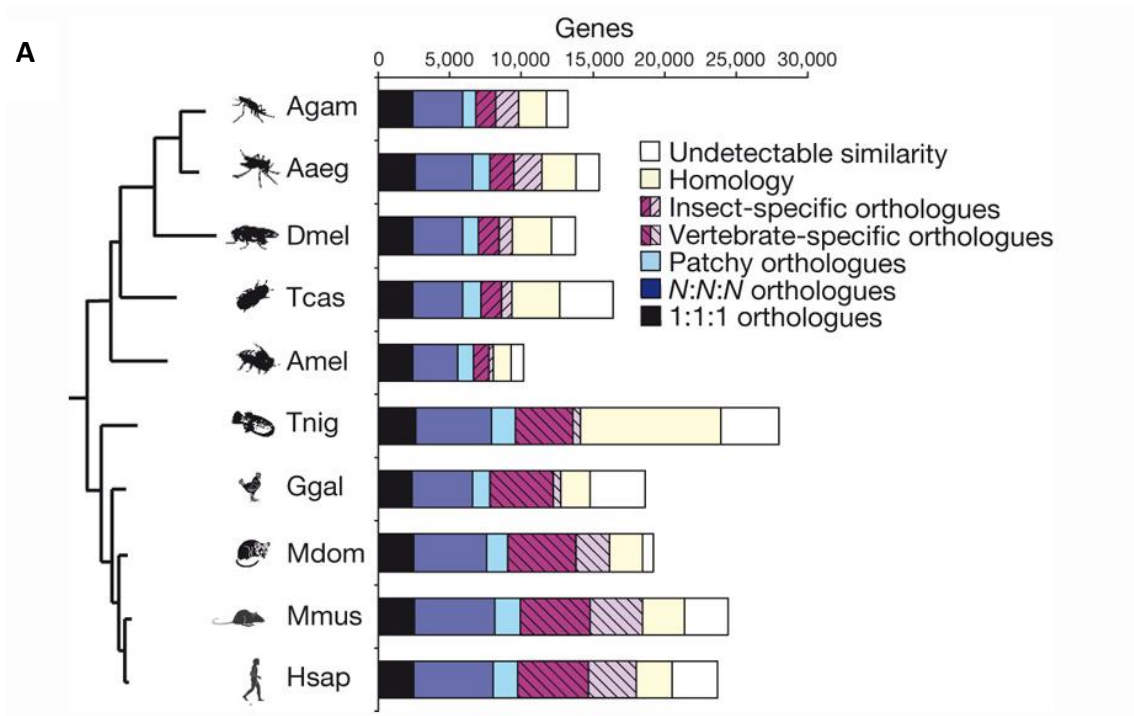 A
Genes
0 5,000 10,000 15,000 20,000 25,000 30,000
Agam
Aaeg
Dmel
Tcas
Amel
Tnig
Ggal
Mdom
Mmus
Hsap
Undetectable similarity
Homology
Insect-specific orthologues
Vertebrate-specific orthologues
Patchy orthologues
N:N:N orthologues
1:1:1 orthologues